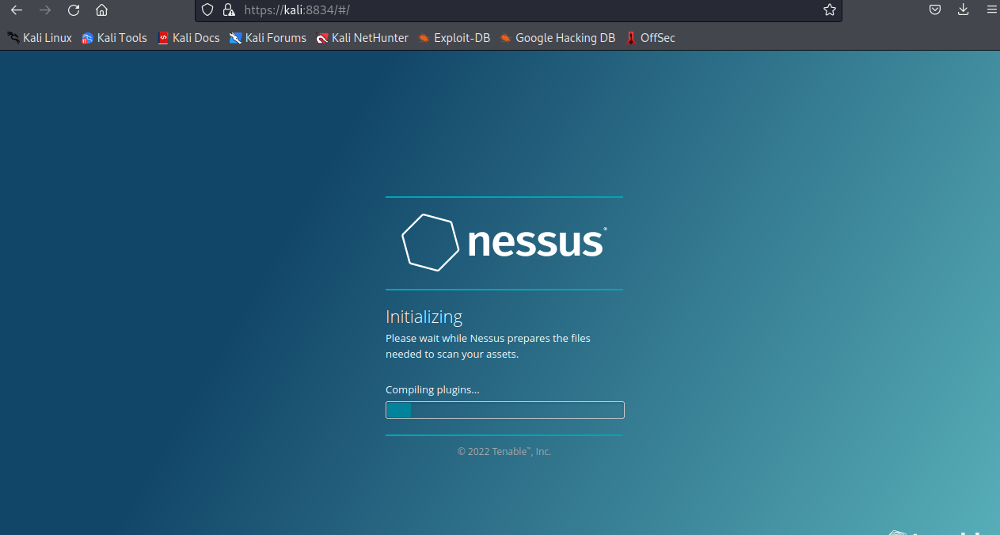 https://kali:8834/#/
Kali Linux Kali Tools Kali Docs Kali Forums Kali NetHunter Exploit-DB Google Hacking DB OffSec
nessus®
Initializing
Please wait while Nessus prepares the files
needed to scan your assets.
Compiling plugins...
© 2022 Tenable™, Inc.